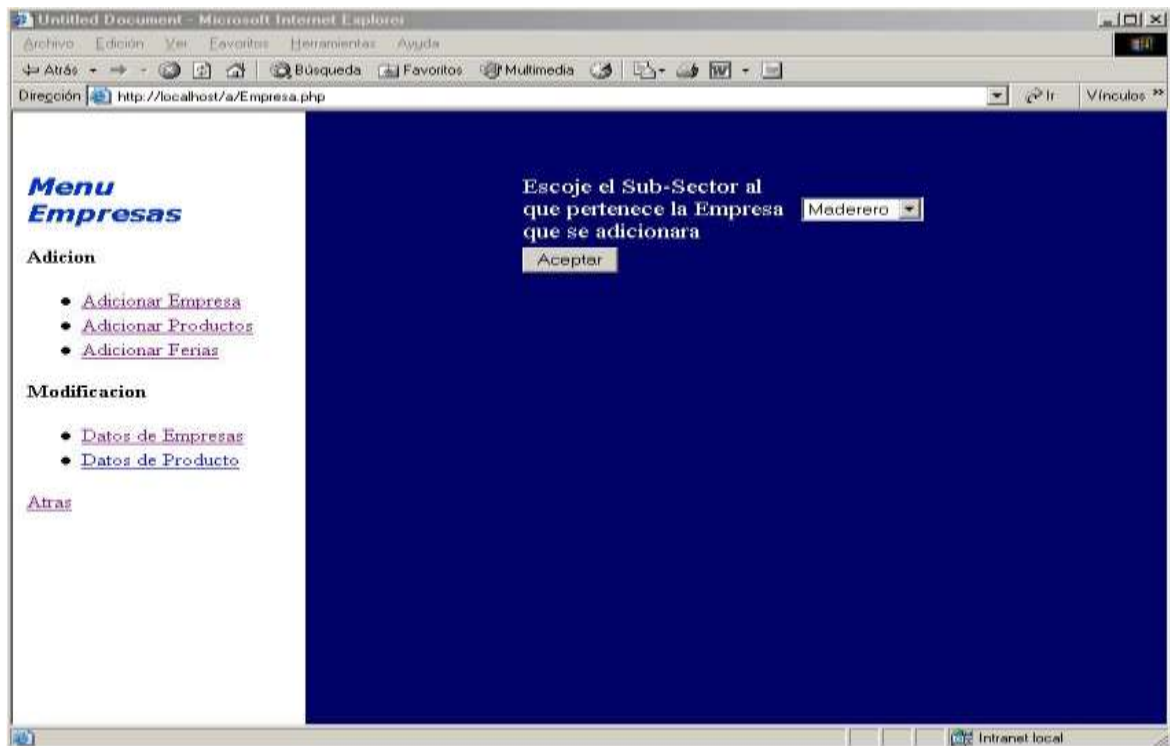 Untitled Document - Microsoft Internet Explorer
Archivo Edición Ver Favoritos Herramientas Ayuda
Atrás Búsqueda Favoritos Multimedia
Dirección http://localhost/a/Empresa.php Ir Vínculos »
Menu
Empresas
Adicion
Adicionar Empresa
Adicionar Productos
Adicionar Ferias
Modificacion
Datos de Empresas
Datos de Producto
Atras
Escoje el Sub-Sector al
que pertenece la Empresa
que se adicionara
Maderero
Aceptar
Intranet local